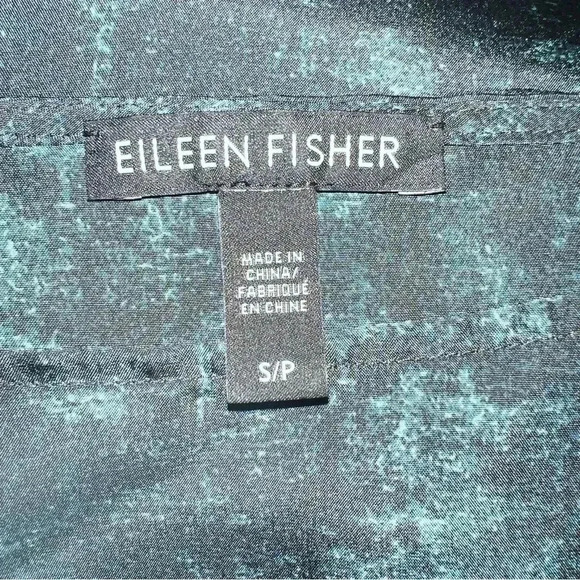 EILEEN FISHER
MADE IN
CHINA/
FABRIQUÉ
EN CHINE
S/P